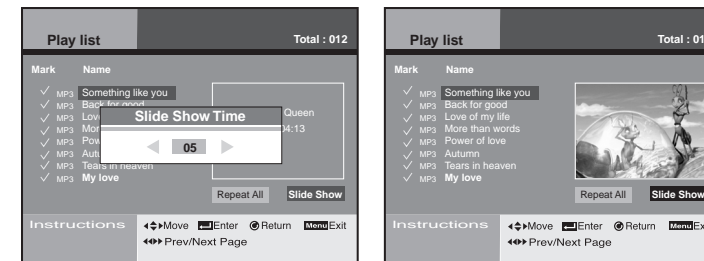 Play list Total : 012
Mark Name
MP3 Something like you
MP3 Back for good
MP3 Lov Queen
Slide Show Time
MP3 Mor 04:13
MP3 Pow
05
MP3 Aut
MP3 Tears in heaven
MP3 My love
Repeat All Slide Show
Instructions Move Enter Return Menu Exit
Prev/Next Page
Play list Total : 01
Mark Name
MP3 Something like you
MP3 Back for good
MP3 Love of my life
MP3 More than words
MP3 Power of love
MP3 Autumn
MP3 Tears in heaven
MP3 My love
Repeat All Slide Show
Instructions Move Enter Return Menu Ex
Prev/Next Page